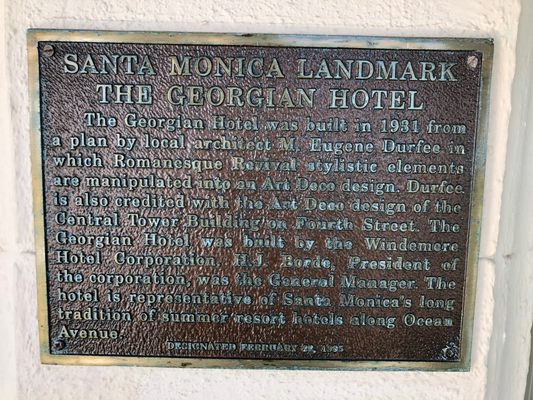 SANTA MONICA LANDMARK
THE GEORGIAN HOTEL
The Georgian Hotel was built in 1931 from
a plan by local architect M. Eugene Durfee in
which Romanesque Revival stylistic elements
are manipulated into an Art Deco design. Durfee
is also credited with the Art Deco design of the
Central Tower Building on Fourth Street. The
Georgian Hotel was built by the Windemere
Hotel Corporation. H.J. Borde, President of
the corporation, was the General Manager. The
hotel is representative of Santa Monica's long
tradition of summer resort hotels along Ocean
Avenue.
DESIGNATED FEBRUARY 1995